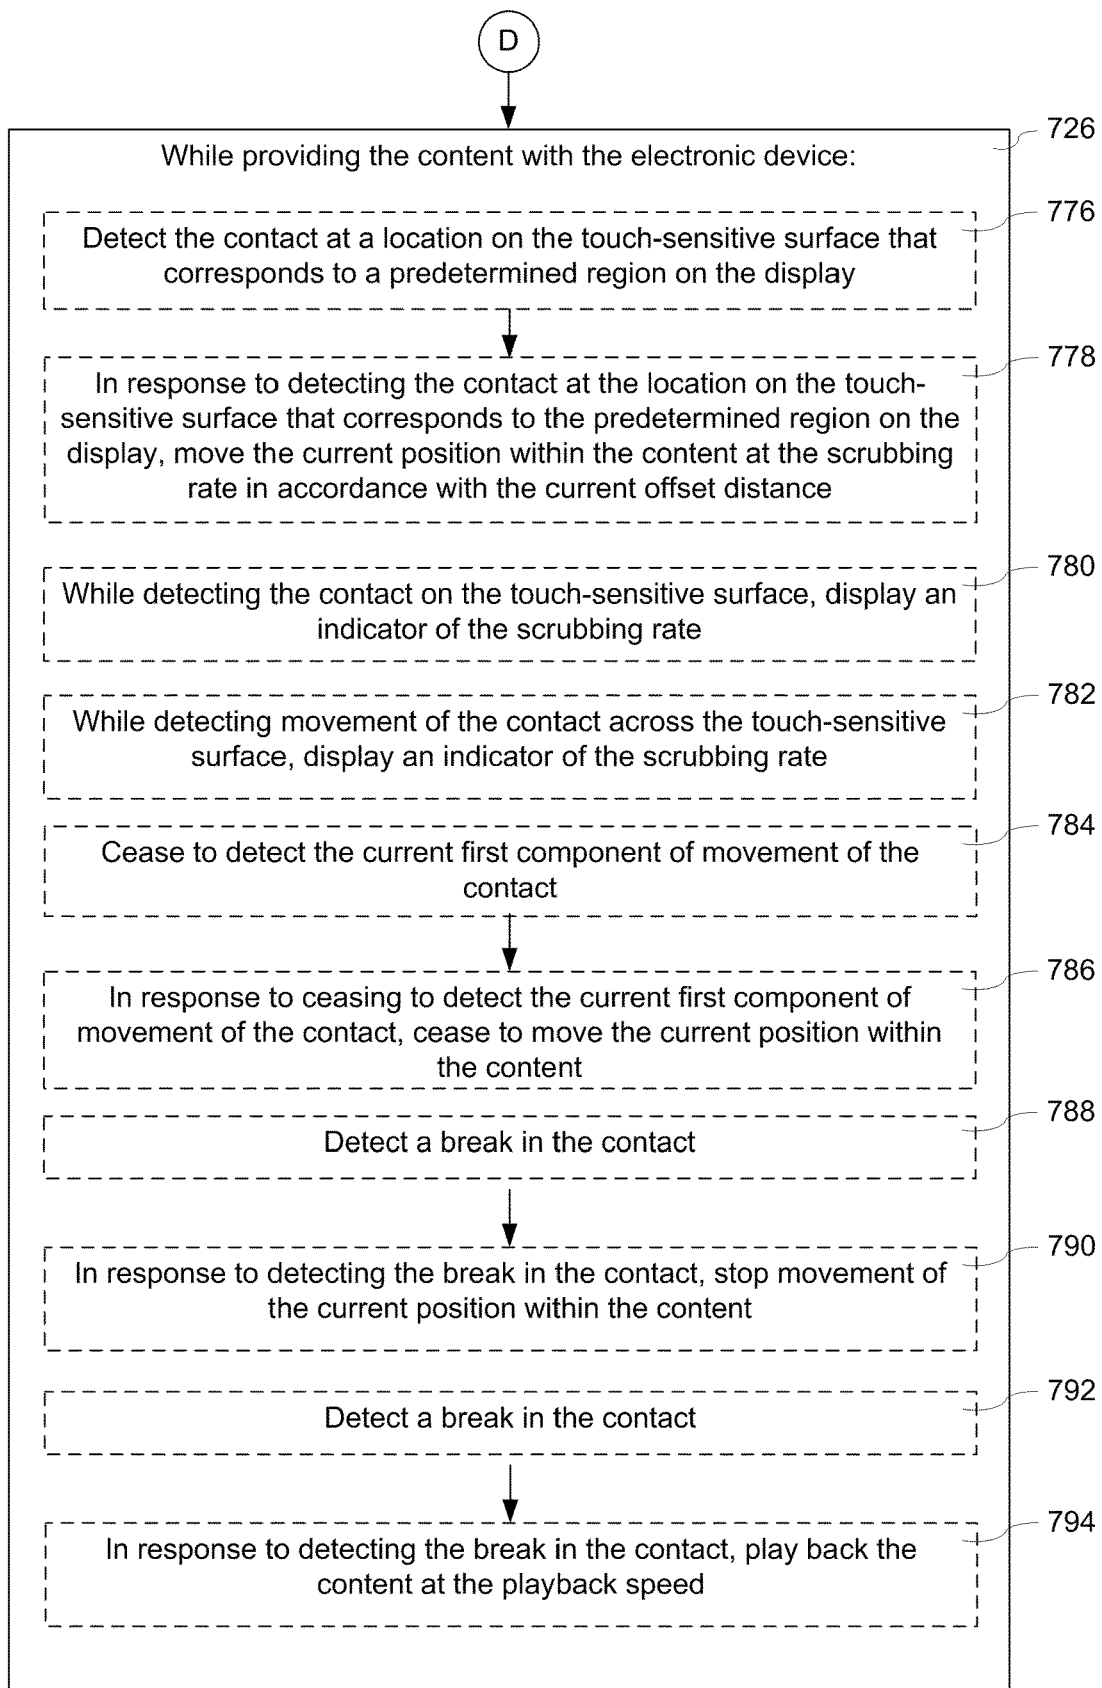 D
726
While providing the content with the electronic device:
776
Detect the contact at a location on the touch-sensitive surface that
corresponds to a predetermined region on the display
778
In response to detecting the contact at the location on the touch-
sensitive surface that corresponds to the predetermined region on the
display, move the current position within the content at the scrubbing
rate in accordance with the current offset distance
780
While detecting the contact on the touch-sensitive surface, display an
indicator of the scrubbing rate
782
While detecting movement of the contact across the touch-sensitive
surface, display an indicator of the scrubbing rate
784
Cease to detect the current first component of movement of the
contact
786
In response to ceasing to detect the current first component of
movement of the contact, cease to move the current position within
the content
788
Detect a break in the contact
790
In response to detecting the break in the contact, stop movement of
the current position within the content
792
Detect a break in the contact
794
In response to detecting the break in the contact, play back the
content at the playback speed